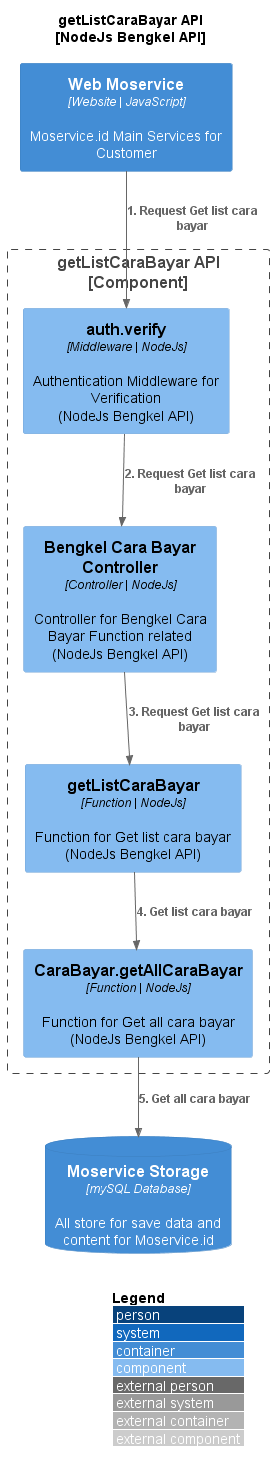 getListCaraBayar API
[NodeJs Bengkel API]
Web Moservice
[Website | JavaScript]
Moservice.id Main Services for
Customer
1. Request Get list cara
bayar
getListCaraBayar API
[Component]
auth.verify
[Middleware | NodeJs]
Authentication Middleware for
Verification
(NodeJs Bengkel API)
2. Request Get list cara
bayar
Bengkel Cara Bayar
Controller
[Controller | NodeJs]
Controller for Bengkel Cara
Bayar Function related
(NodeJs Bengkel API)
3. Request Get list cara
bayar
getListCaraBayar
[Function | NodeJs]
Function for Get list cara bayar
(NodeJs Bengkel API)
4. Get list cara bayar
CaraBayar.getAllCaraBayar
[Function | NodeJs]
Function for Get all cara bayar
(NodeJs Bengkel API)
5. Get all cara bayar
Moservice Storage
[mySQL Database]
All store for save data and
content for Moservice.id
Legend
person
system
container
component
external person
external system
external container
external component